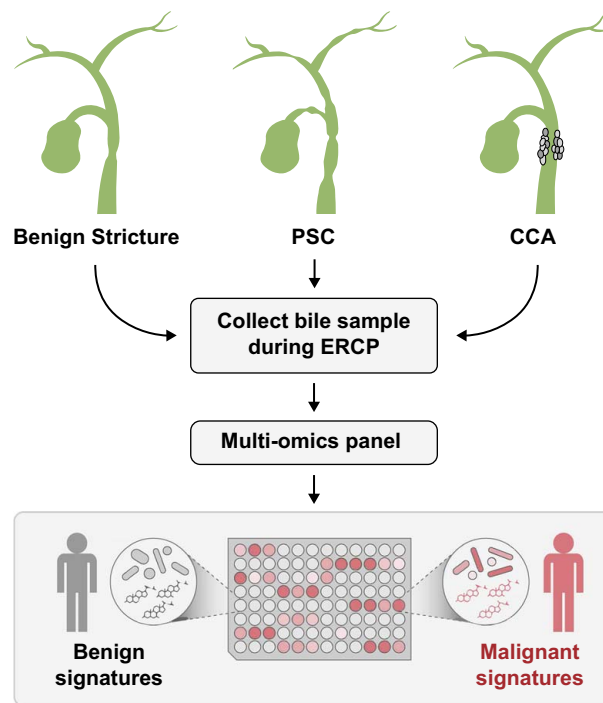 Benign Stricture
PSC
CCA
Collect bile sample
during ERCP
Multi-omics panel
Benign
signatures
Malignant
signatures